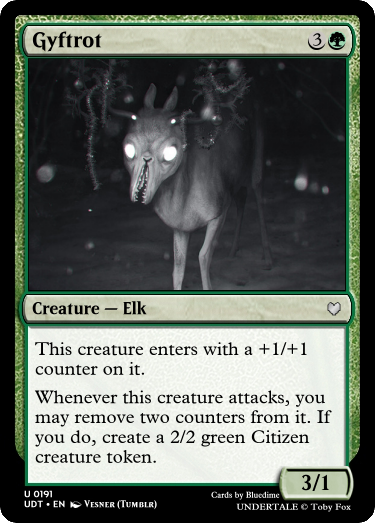 Gyftrot 3
Creature — Elk
This creature enters with a +1/+1
counter on it.
Whenever this creature attacks, you
may remove two counters from it. If
you do, create a 2/2 green Citizen
creature token.
3/1
U 0191
UDT • EN Vesner (Tumblr)
Cards by Bluedime
UNDERTALE © Toby Fox